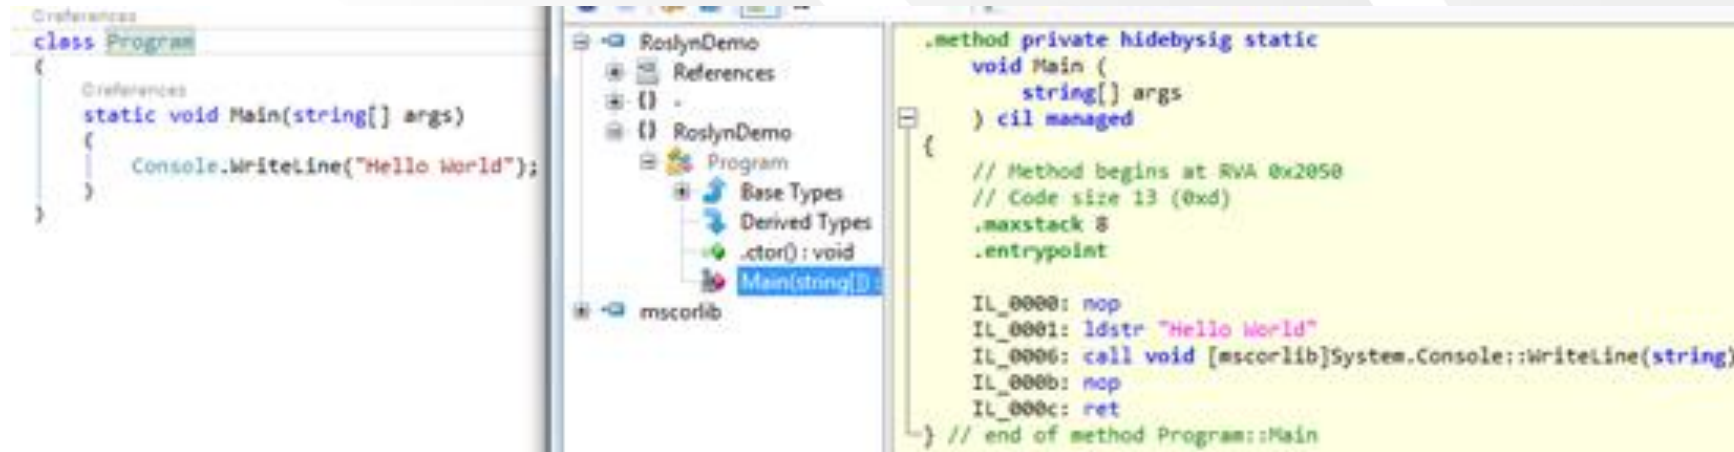 0 references
class Program
{
0 references
static void Main(string[] args)
{
Console.WriteLine("Hello World");
}
}
RoslynDemo
References
{} -
{} RoslynDemo
Program
Base Types
Derived Types
.ctor() : void
Main(string[]) :
mscorlib
.method private hidebysig static
void Main (
string[] args
) cil managed
{
// Method begins at RVA 0x2050
// Code size 13 (0xd)
.maxstack 8
.entrypoint
IL_0000: nop
IL_0001: ldstr "Hello World"
IL_0006: call void [mscorlib]System.Console::WriteLine(string)
IL_000b: nop
IL_000c: ret
} // end of method Program::Main